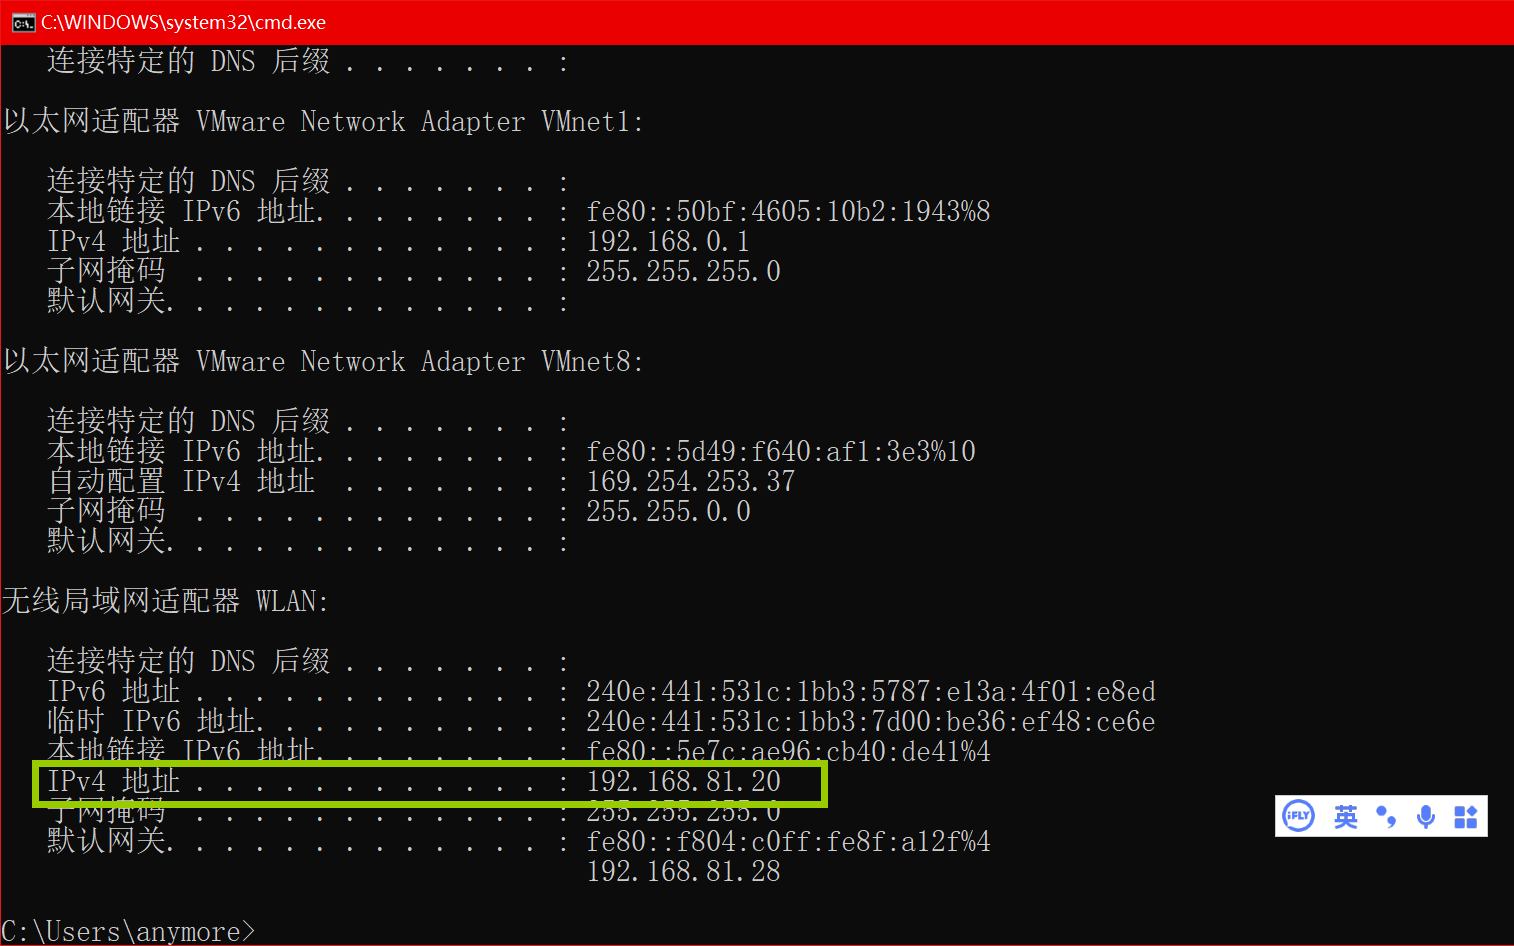 C:\WINDOWS\system32\cmd.exe
连接特定的 DNS 后缀 . . . . . . . :
以太网适配器 VMware Network Adapter VMnet1:
连接特定的 DNS 后缀 . . . . . . . :
本地链接 IPv6 地址. . . . . . . . : fe80::50bf:4605:10b2:1943%8
IPv4 地址 . . . . . . . . . . . . : 192.168.0.1
子网掩码  . . . . . . . . . . . . : 255.255.255.0
默认网关. . . . . . . . . . . . . :
以太网适配器 VMware Network Adapter VMnet8:
连接特定的 DNS 后缀 . . . . . . . :
本地链接 IPv6 地址. . . . . . . . : fe80::5d49:f640:af1:3e3%10
自动配置 IPv4 地址  . . . . . . . : 169.254.253.37
子网掩码  . . . . . . . . . . . . : 255.255.0.0
默认网关. . . . . . . . . . . . . :
无线局域网适配器 WLAN:
连接特定的 DNS 后缀 . . . . . . . :
IPv6 地址 . . . . . . . . . . . . : 240e:441:531c:1bb3:5787:e13a:4f01:e8ed
临时 IPv6 地址. . . . . . . . . . : 240e:441:531c:1bb3:7d00:be36:ef48:ce6e
本地链接 IPv6 地址. . . . . . . . : fe80::5e7c:ae96:cb40:de41%4
IPv4 地址 . . . . . . . . . . . . : 192.168.81.20
子网掩码  . . . . . . . . . . . . : 255.255.255.0
默认网关. . . . . . . . . . . . . : fe80::f804:c0ff:fe8f:a12f%4
192.168.81.28
iFLY 英
C:\Users\anymore>